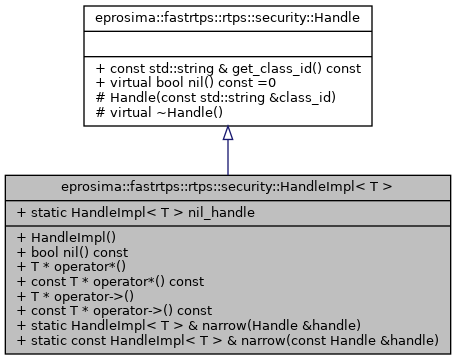 eprosima::fastrtps::rtps::security::Handle
+ const std::string & get_class_id() const
+ virtual bool nil() const =0
# Handle(const std::string &class_id)
# virtual ~Handle()
eprosima::fastrtps::rtps::security::HandleImpl< T >
+ static HandleImpl< T > nil_handle
+ HandleImpl()
+ bool nil() const
+ T * operator*()
+ const T * operator*() const
+ T * operator->()
+ const T * operator->() const
+ static HandleImpl< T > & narrow(Handle &handle)
+ static const HandleImpl< T > & narrow(const Handle &handle)